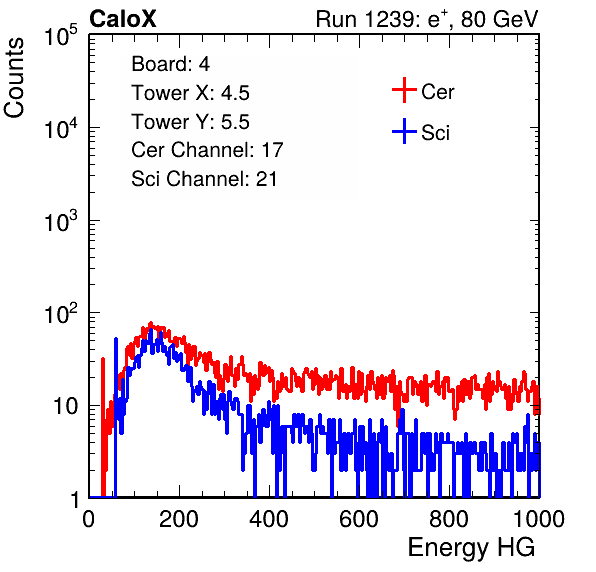 CaloX Run 1239: e⁺, 80 GeV
Counts
Board: 4
Tower X: 4.5
Tower Y: 5.5
Cer Channel: 17
Sci Channel: 21
Cer
Sci
10⁵
10⁴
10³
10²
10
1
0 200 400 600 800 1000
Energy HG